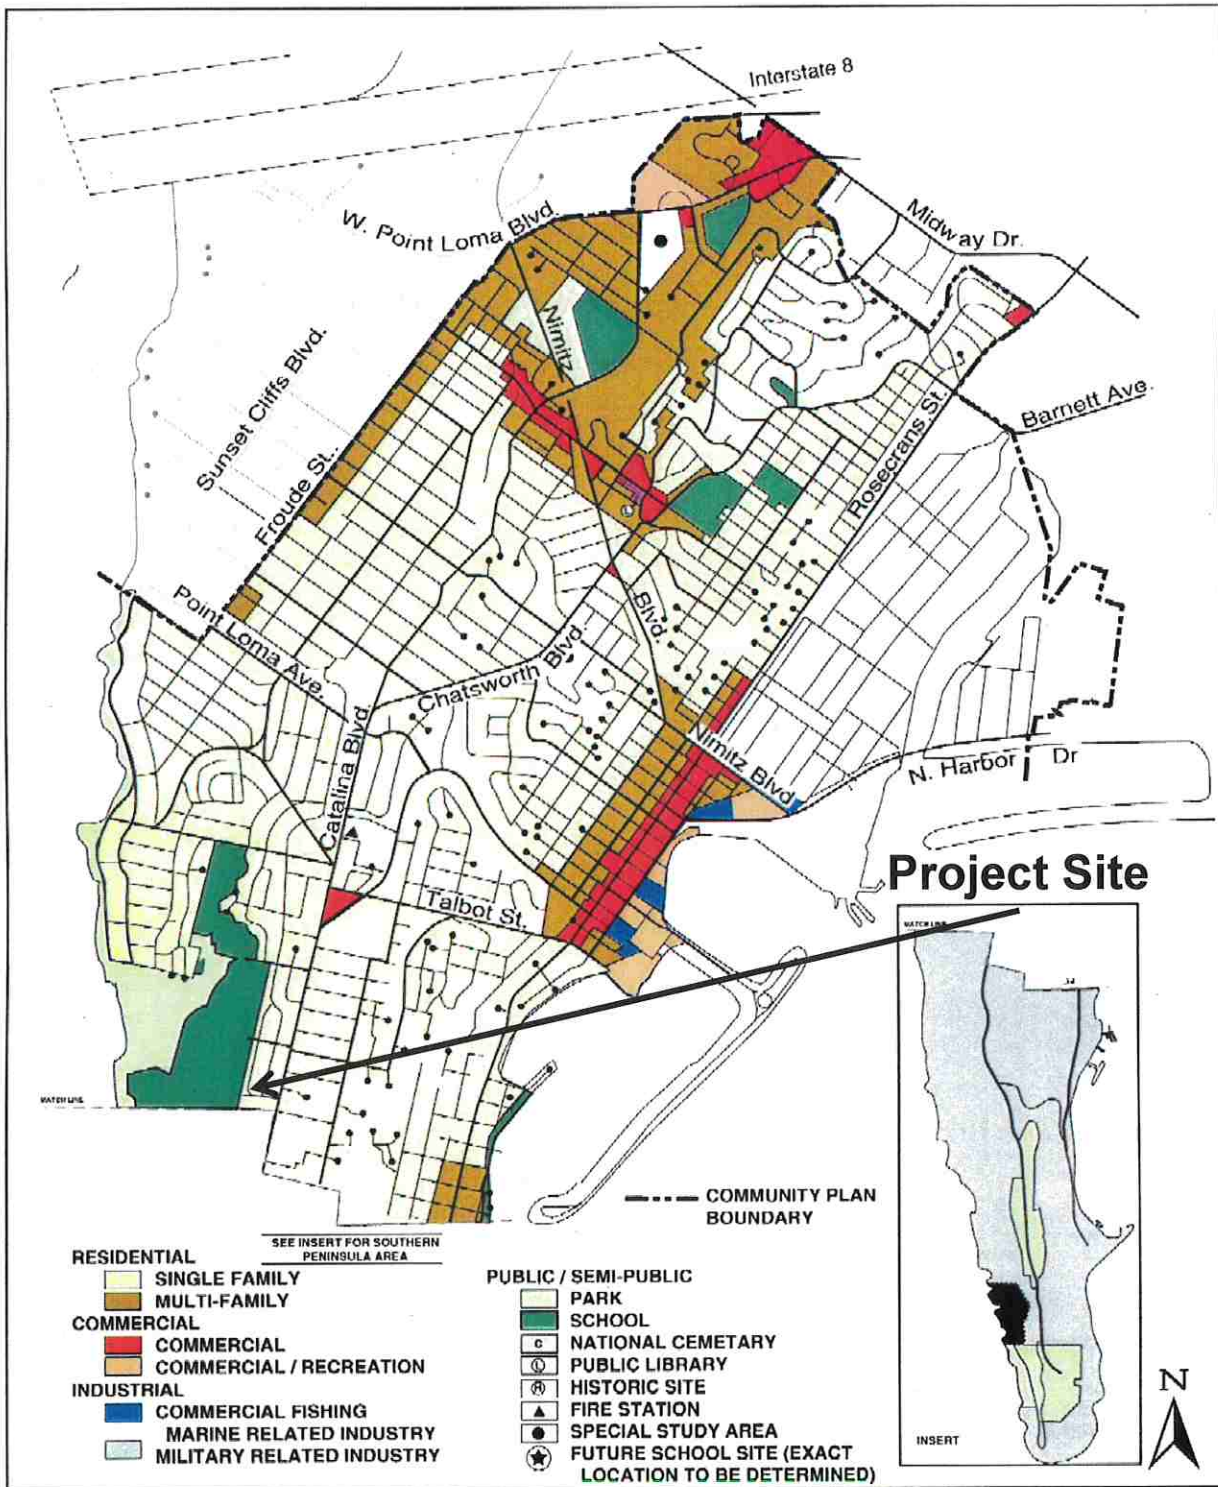 Interstate 8
W. Point Loma Blvd.
Midway Dr.
Nimitz
Sunset Cliffs Blvd.
Froude St.
Rosecrans St.
Barnett Ave.
Point Loma Ave.
Blvd.
Chatsworth Blvd.
Catalina Blvd.
Nimitz Blvd
N. Harbor Dr
Talbot St.
Project Site
MATCH LINE
MATCH LINE
COMMUNITY PLAN
BOUNDARY
SEE INSERT FOR SOUTHERN
PENINSULA AREA
RESIDENTIAL
SINGLE FAMILY
MULTI-FAMILY
COMMERCIAL
COMMERCIAL
COMMERCIAL / RECREATION
INDUSTRIAL
COMMERCIAL FISHING
MARINE RELATED INDUSTRY
MILITARY RELATED INDUSTRY
PUBLIC / SEMI-PUBLIC
PARK
SCHOOL
C NATIONAL CEMETARY
L PUBLIC LIBRARY
H HISTORIC SITE
FIRE STATION
SPECIAL STUDY AREA
FUTURE SCHOOL SITE (EXACT
LOCATION TO BE DETERMINED)
INSERT
N